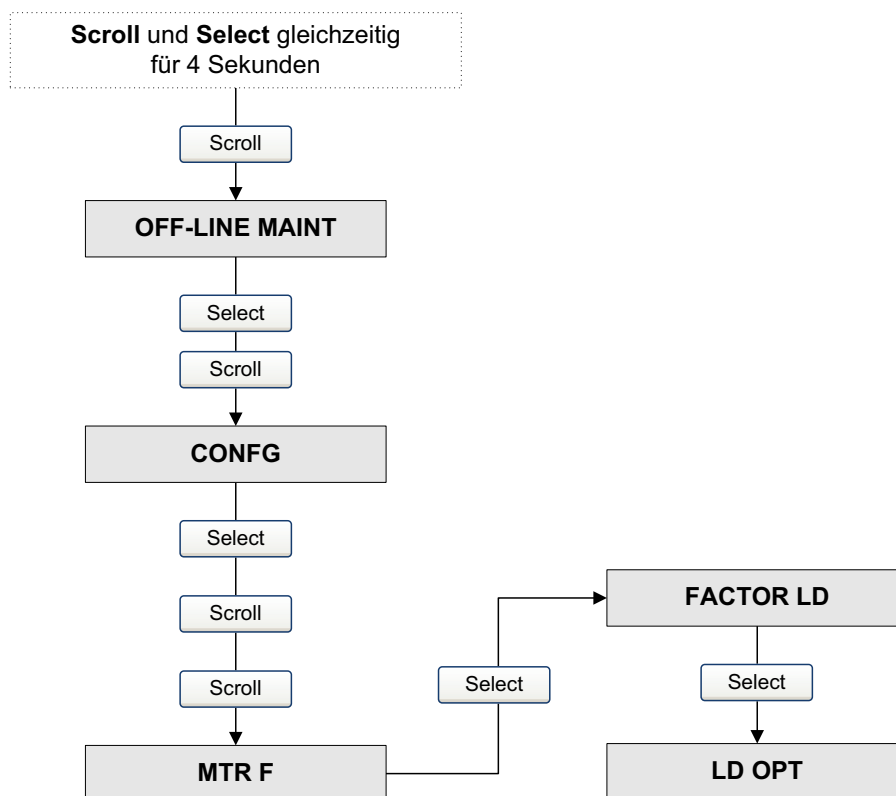 Scroll und Select gleichzeitig
für 4 Sekunden
Scroll
OFF-LINE MAINT
Select
Scroll
CONFG
Select
Scroll
Scroll
MTR F
Select
FACTOR LD
Select
LD OPT